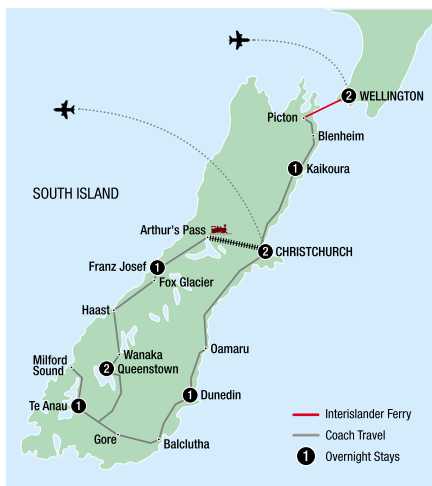 2 WELLINGTON
Picton
Blenheim
1 Kaikoura
SOUTH ISLAND
Arthur's Pass
2 CHRISTCHURCH
Franz Josef 1
Fox Glacier
Haast
Oamaru
Wanaka
Milford
Sound
2 Queenstown
Te Anau 1
1 Dunedin
Gore
Balclutha
Interislander Ferry
Coach Travel
1 Overnight Stays